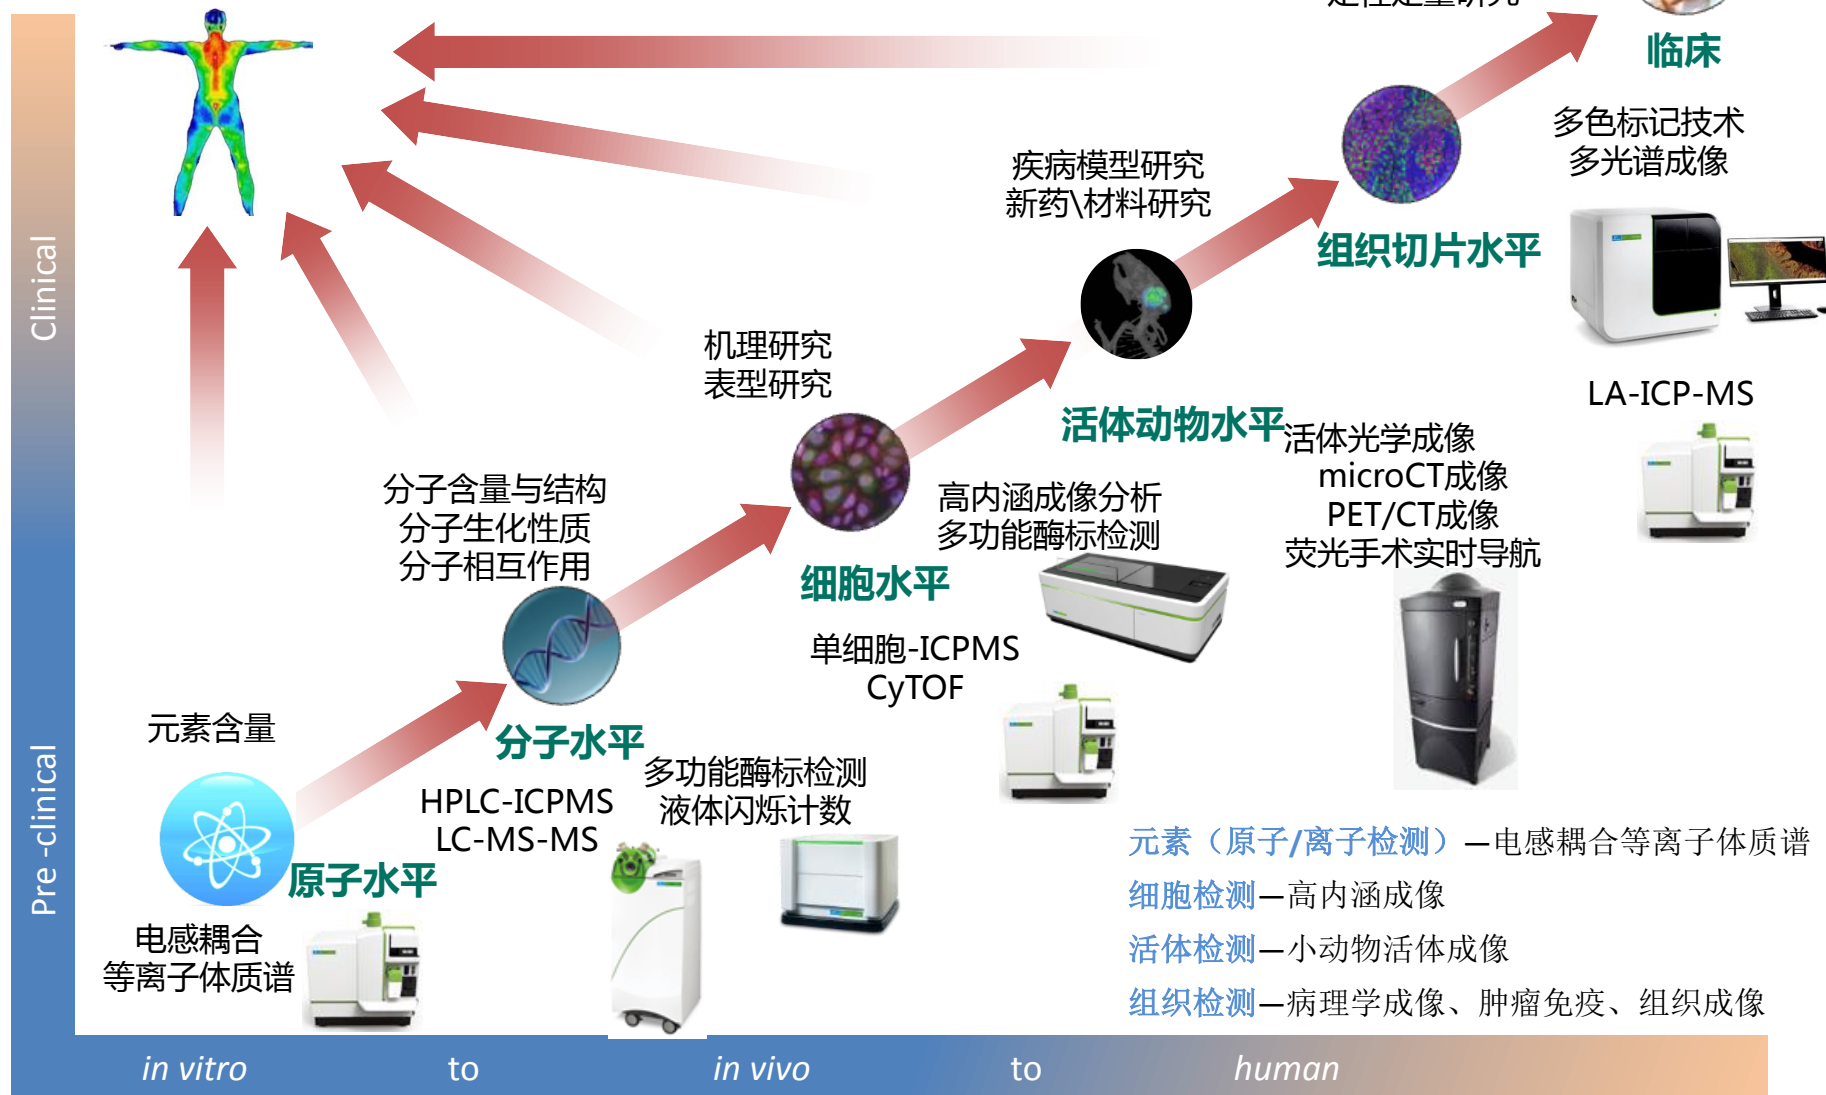 定性定量研究
临床
多色标记技术
多光谱成像
疾病模型研究
新药\材料研究
组织切片水平
Clinical
机理研究
表型研究
LA-ICP-MS
活体动物水平
活体光学成像
microCT成像
PET/CT成像
荧光手术实时导航
分子含量与结构
分子生化性质
分子相互作用
高内涵成像分析
多功能酶标检测
细胞水平
单细胞-ICPMS
CyTOF
元素含量
分子水平
多功能酶标检测
液体闪烁计数
HPLC-ICPMS
LC-MS-MS
Pre -clinical
原子水平
电感耦合
等离子体质谱
元素（原子/离子检测）—电感耦合等离子体质谱
细胞检测—高内涵成像
活体检测—小动物活体成像
组织检测—病理学成像、肿瘤免疫、组织成像
in vitro to in vivo to human